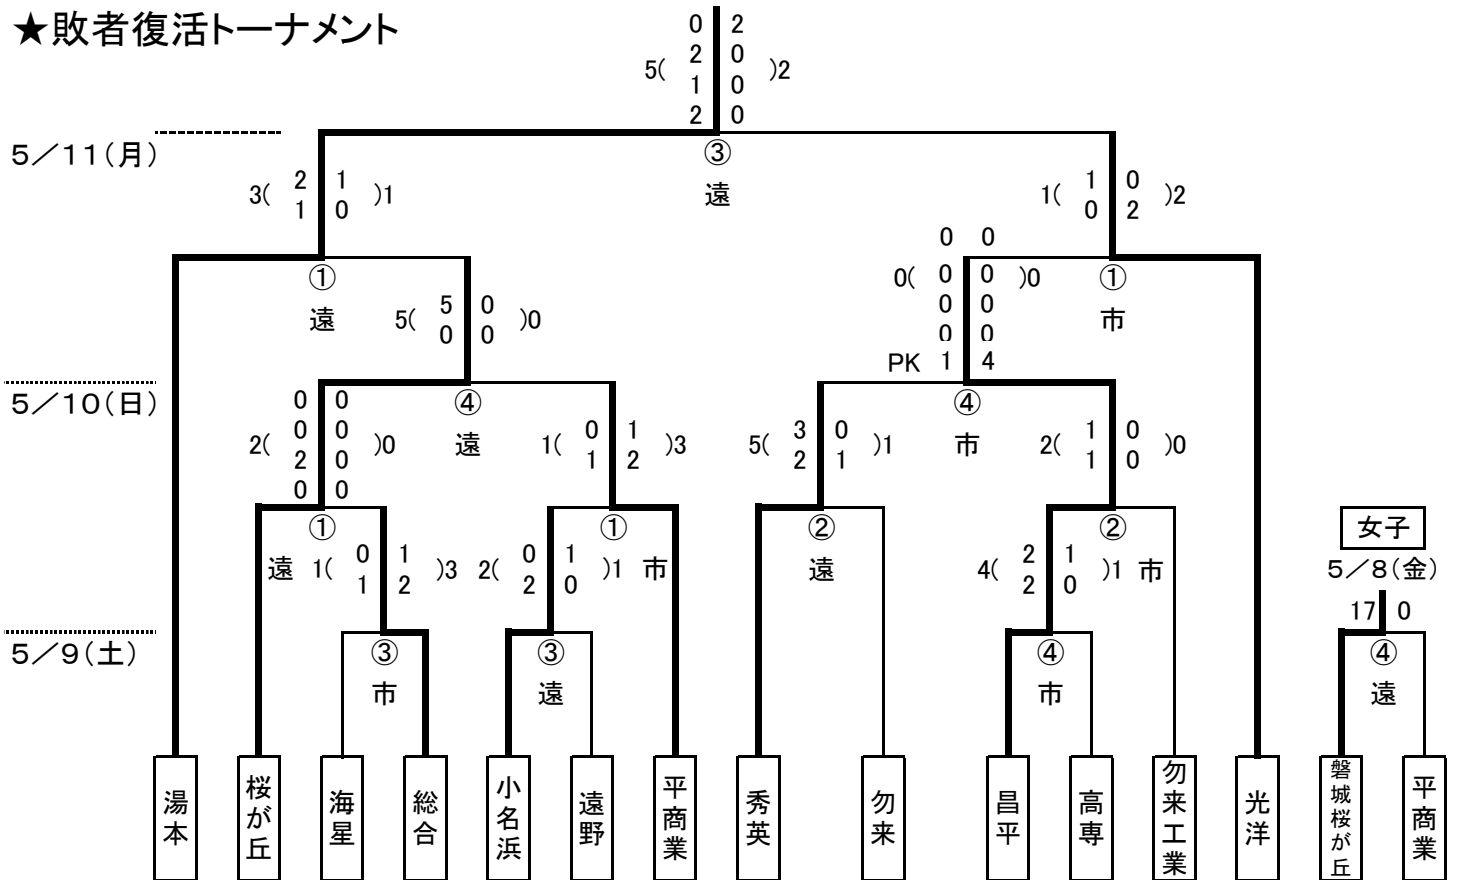 ★敗者復活トーナメント
0 2
2 0
5( )2
1 0
2 0
5／11(月)
③
遠
2 1
3( )1
1 0
1 0
1( )2
0 2
0 0
①
遠
0( 0 0 )0
①
市
5 0
5( )0
0 0
0 0
0 0
PK 1 4
5／10(日)
0 0
④
④
0 0
2( )0
2 0
0 0
遠
0 1
1( )3
1 2
3 0
5( )1
2 1
市
1 0
2( )0
1 0
①
①
②
②
女子
遠
0 1
1( )3
1 2
0 1
2( )1
2 0
市
遠
2 1
4( )1
2 0
市
5／8(金)
17 0
5／9(土)
③
③
④
④
市
遠
市
遠
湯本
桜が丘
海星
総合
小名浜
遠野
平商業
秀英
勿来
昌平
高専
勿来工業
光洋
磐城桜が丘
平商業